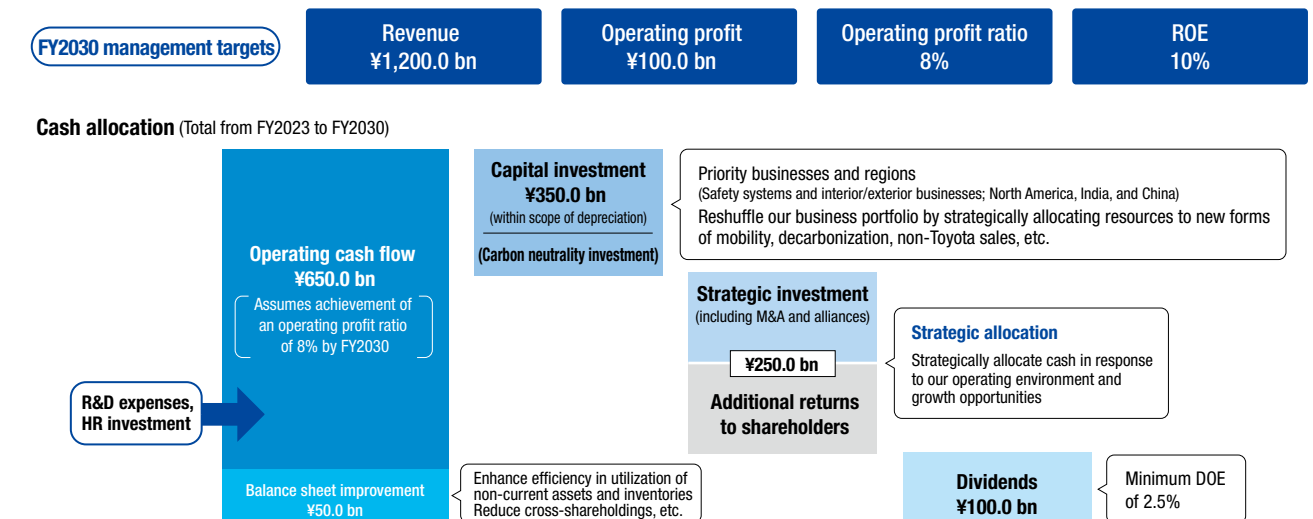 FY2030 management targets
Revenue
¥1,200.0 bn
Operating profit
¥100.0 bn
Operating profit ratio
8%
ROE
10%
Cash allocation (Total from FY2023 to FY2030)
Operating cash flow
¥650.0 bn
Assumes achievement of
an operating profit ratio
of 8% by FY2030
R&D expenses,
HR investment
Balance sheet improvement
¥50.0 bn
Enhance efficiency in utilization of
non-current assets and inventories
Reduce cross-shareholdings, etc.
Capital investment
¥350.0 bn
(within scope of depreciation)
(Carbon neutrality investment)
Priority businesses and regions
(Safety systems and interior/exterior businesses; North America, India, and China)
Reshuffle our business portfolio by strategically allocating resources to new forms
of mobility, decarbonization, non-Toyota sales, etc.
Strategic investment
(including M&A and alliances)
¥250.0 bn
Additional returns
to shareholders
Strategic allocation
Strategically allocate cash in response
to our operating environment and
growth opportunities
Dividends
¥100.0 bn
Minimum DOE
of 2.5%